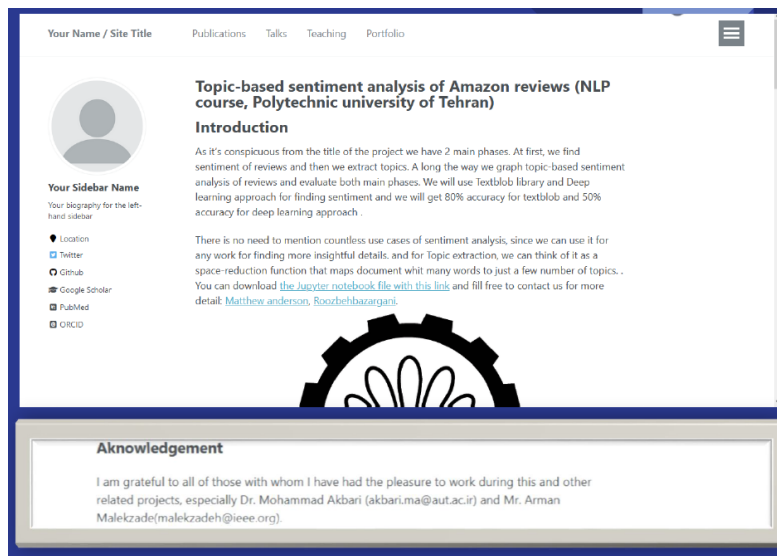 Your Name / Site Title
Publications
Talks
Teaching
Portfolio
Your Sidebar Name
Your biography for the left-
hand sidebar
Location
Twitter
Github
Google Scholar
PubMed
ORCID
Topic-based sentiment analysis of Amazon reviews (NLP
course, Polytechnic university of Tehran)
Introduction
As it's conspicuous from the title of the project we have 2 main phases. At first, we find
sentiment of reviews and then we extract topics. A long the way we graph topic-based sentiment
analysis of reviews and evaluate both main phases. We will use Textblob library and Deep
learning approach for finding sentiment and we will get 80% accuracy for textblob and 50%
accuracy for deep learning approach .
There is no need to mention countless use cases of sentiment analysis, since we can use it for
any work for finding more insightful details, and for Topic extraction, we can think of it as a
space-reduction function that maps document whit many words to just a few number of topics. .
You can download the Jupyter notebook file with this link and fill free to contact us for more
detail: Matthew anderson, Roozbehbazargani.
Aknowledgement
I am grateful to all of those with whom I have had the pleasure to work during this and other
related projects, especially Dr. Mohammad Akbari (akbari.ma@aut.ac.ir) and Mr. Arman
Malekzade(malekzadeh@ieee.org).